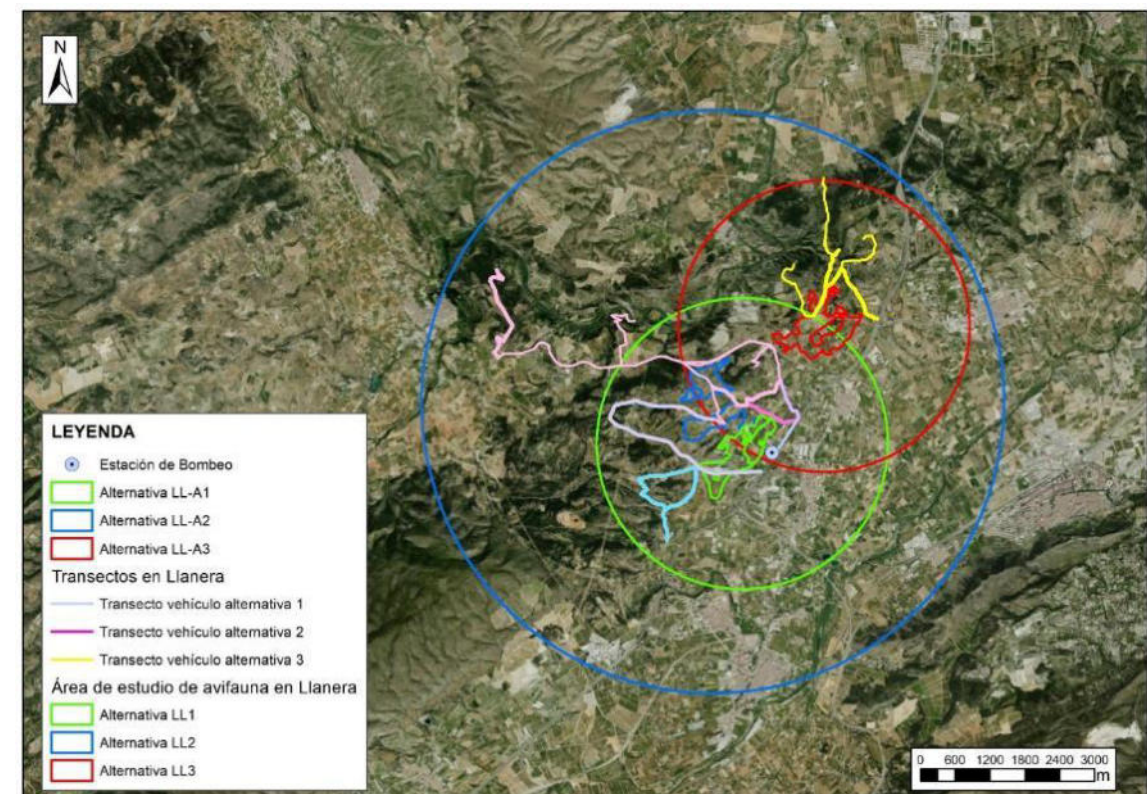 N
LEYENDA
Estación de Bombeo
Alternativa LL-A1
Alternativa LL-A2
Alternativa LL-A3
Transectos en Llanera
Transecto vehículo alternativa 1
Transecto vehículo alternativa 2
Transecto vehículo alternativa 3
Área de estudio de avifauna en Llanera
Alternativa LL1
Alternativa LL2
Alternativa LL3
0 600 1200 1800 2400 3000
m